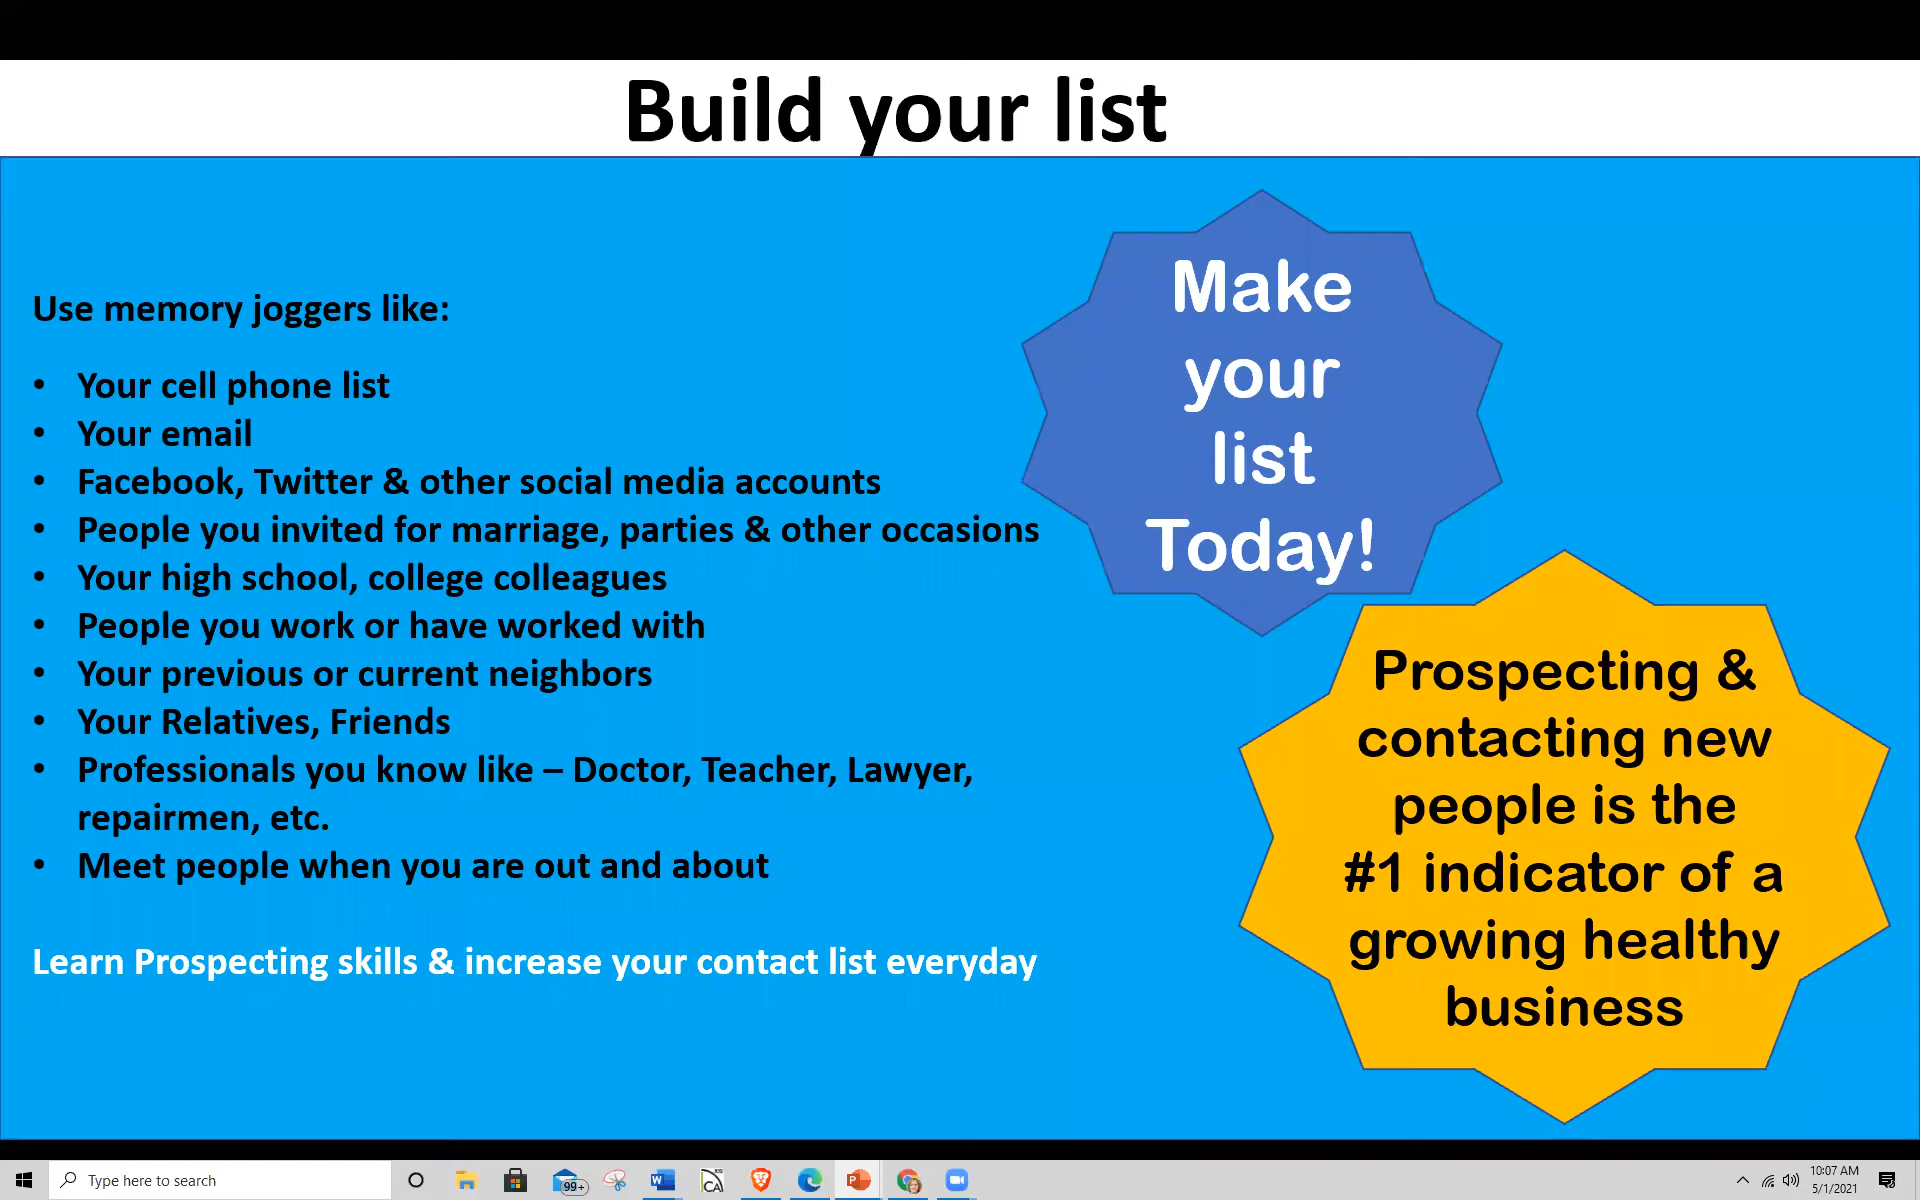 Build your list
Use memory joggers like:
• Your cell phone list
• Your email
• Facebook, Twitter & other social media accounts
• People you invited for marriage, parties & other occasions
• Your high school, college colleagues
• People you work or have worked with
• Your previous or current neighbors
• Your Relatives, Friends
• Professionals you know like – Doctor, Teacher, Lawyer,
repairmen, etc.
• Meet people when you are out and about
Learn Prospecting skills & increase your contact list everyday
Make
your
list
Today!
Prospecting &
contacting new
people is the
#1 indicator of a
growing healthy
business
Type here to search
99+
W
CA
P
10:07 AM
5/1/2021